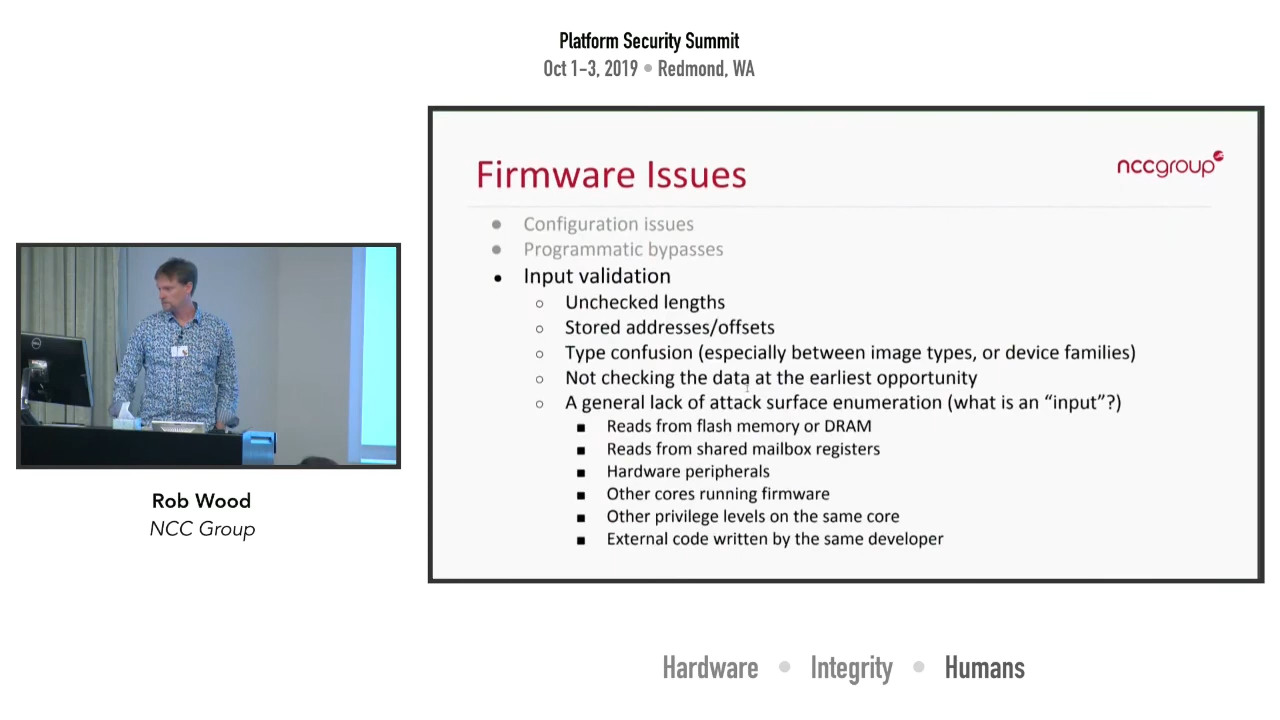 Platform Security Summit
Oct 1–3, 2019 • Redmond, WA
nccgroup
Firmware Issues
● Configuration issues
● Programmatic bypasses
● Input validation
○ Unchecked lengths
○ Stored addresses/offsets
○ Type confusion (especially between image types, or device families)
○ Not checking the data at the earliest opportunity
○ A general lack of attack surface enumeration (what is an “input”?)
■ Reads from flash memory or DRAM
■ Reads from shared mailbox registers
■ Hardware peripherals
■ Other cores running firmware
■ Other privilege levels on the same core
■ External code written by the same developer
Rob Wood
NCC Group
Hardware • Integrity • Humans